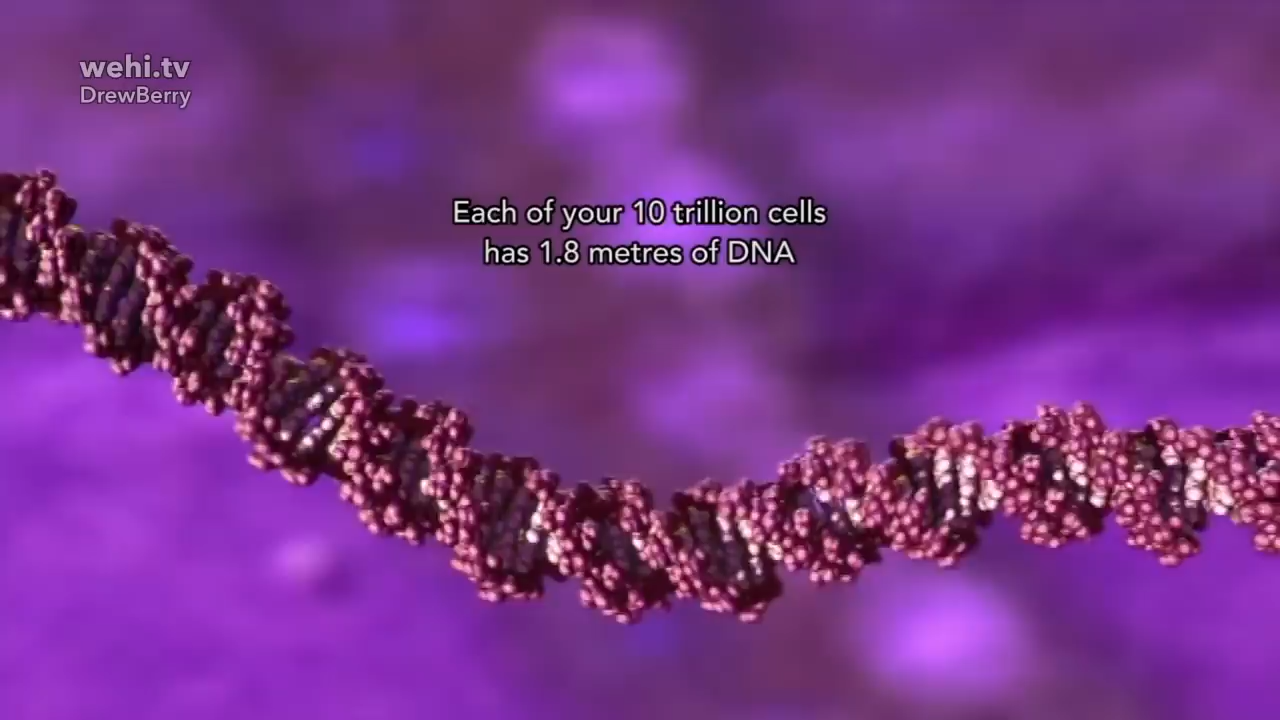 wehi.tv
DrewBerry
Each of your 10 trillion cells
has 1.8 metres of DNA